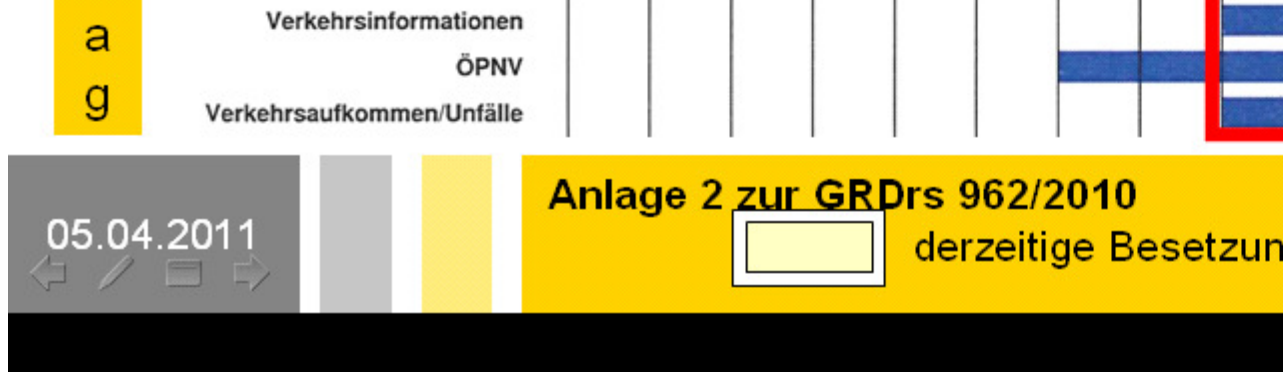 a
g
Verkehrsinformationen
ÖPNV
Verkehrsaufkommen/Unfälle
05.04.2011
Anlage 2 zur GRDrs 962/2010
derzeitige Besetzun